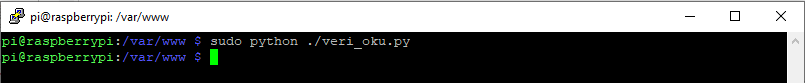 pi@raspberrypi: /var/www
pi@raspberrypi:/var/www $ sudo python ./veri_oku.py
pi@raspberrypi:/var/www $